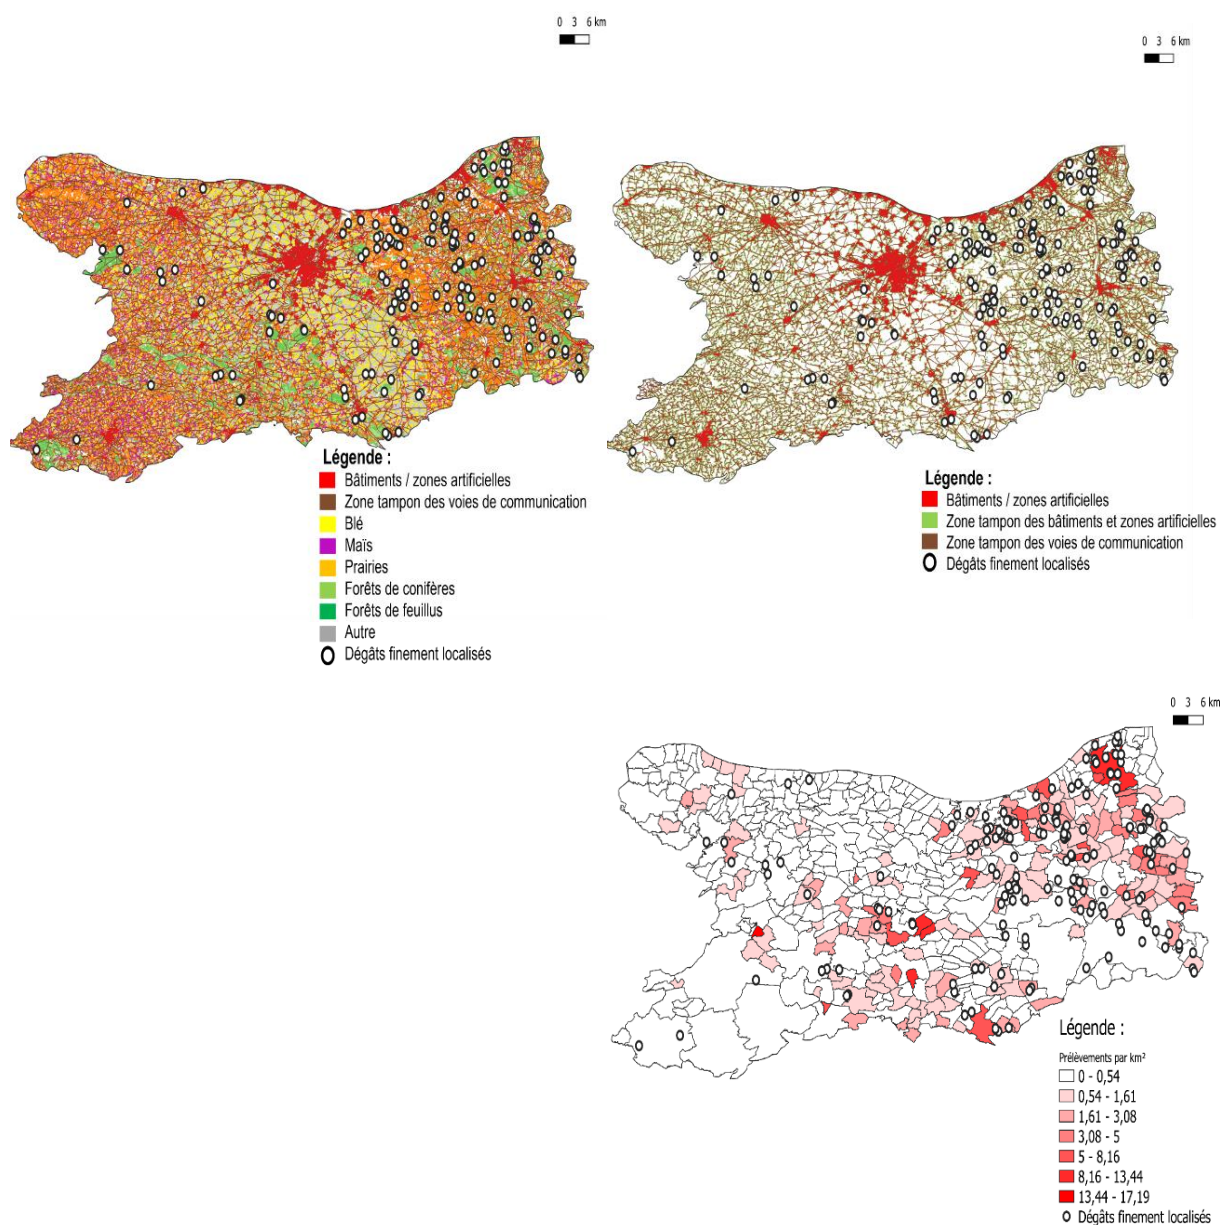 0 3 6 km
Légende :
Bâtiments / zones artificielles
Zone tampon des voies de communication
Blé
Maïs
Prairies
Forêts de conifères
Forêts de feuillus
Autre
Dégâts finement localisés
0 3 6 km
Légende :
Bâtiments / zones artificielles
Zone tampon des bâtiments et zones artificielles
Zone tampon des voies de communication
Dégâts finement localisés
0 3 6 km
Légende :
Prélèvements par km²
0 - 0,54
0,54 - 1,61
1,61 - 3,08
3,08 - 5
5 - 8,16
8,16 - 13,44
13,44 - 17,19
Dégâts finement localisés